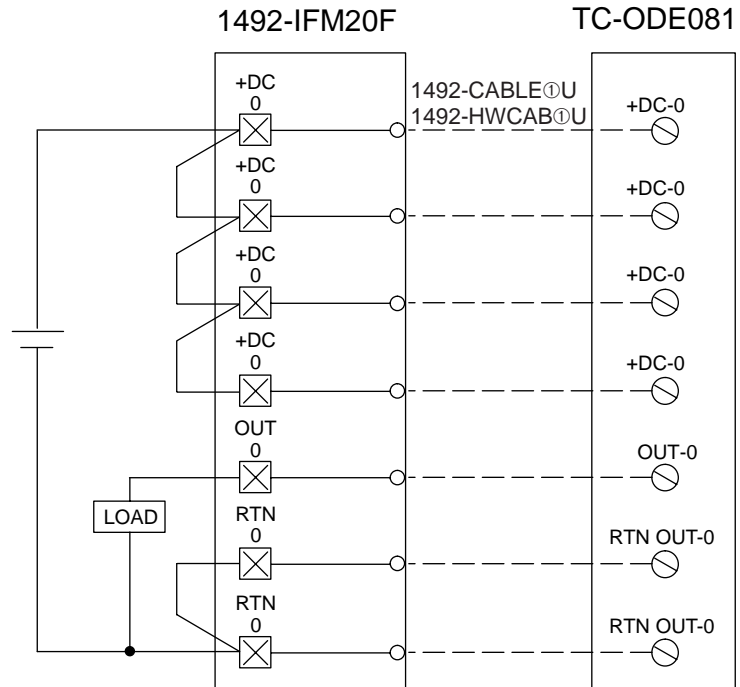 1492-IFM20F
TC-ODE081
1492-CABLE①U
1492-HWCAB①U
+DC
0
+DC-0
+DC
0
+DC-0
+DC
0
+DC-0
+DC
0
+DC-0
OUT
0
OUT-0
LOAD
RTN
0
RTN OUT-0
RTN
0
RTN OUT-0